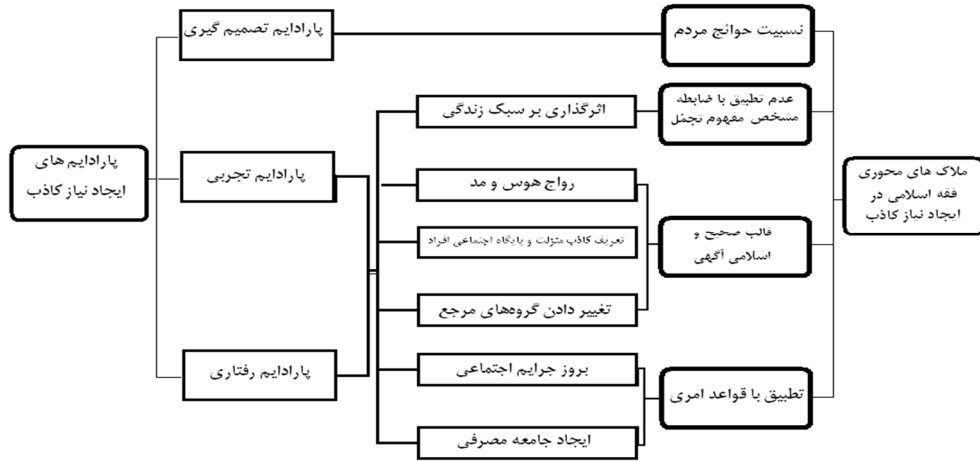 ملاک های محوری
فقه اسلامی در
ایجاد نیاز کاذب
نسبیت حوائج مردم
عدم تطبیق با ضابطه
مشخص مفهوم تجمّل
قالب صحیح و
اسلامی آگهی
تطبیق با قواعد امری
اثرگذاری بر سبک زندگی
رواج هوس و مد
تعریف کاذب منزلت و پایگاه اجتماعی افراد
تغییر دادن گروه‌های مرجع
بروز جرایم اجتماعی
ایجاد جامعه مصرفی
پارادایم تصمیم گیری
پارادایم تجربی
پارادایم رفتاری
پارادایم های
ایجاد نیاز کاذب